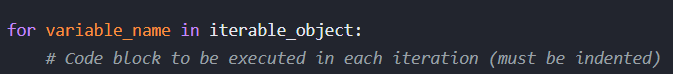 for variable_name in iterable_object:
    # Code block to be executed in each iteration (must be indented)